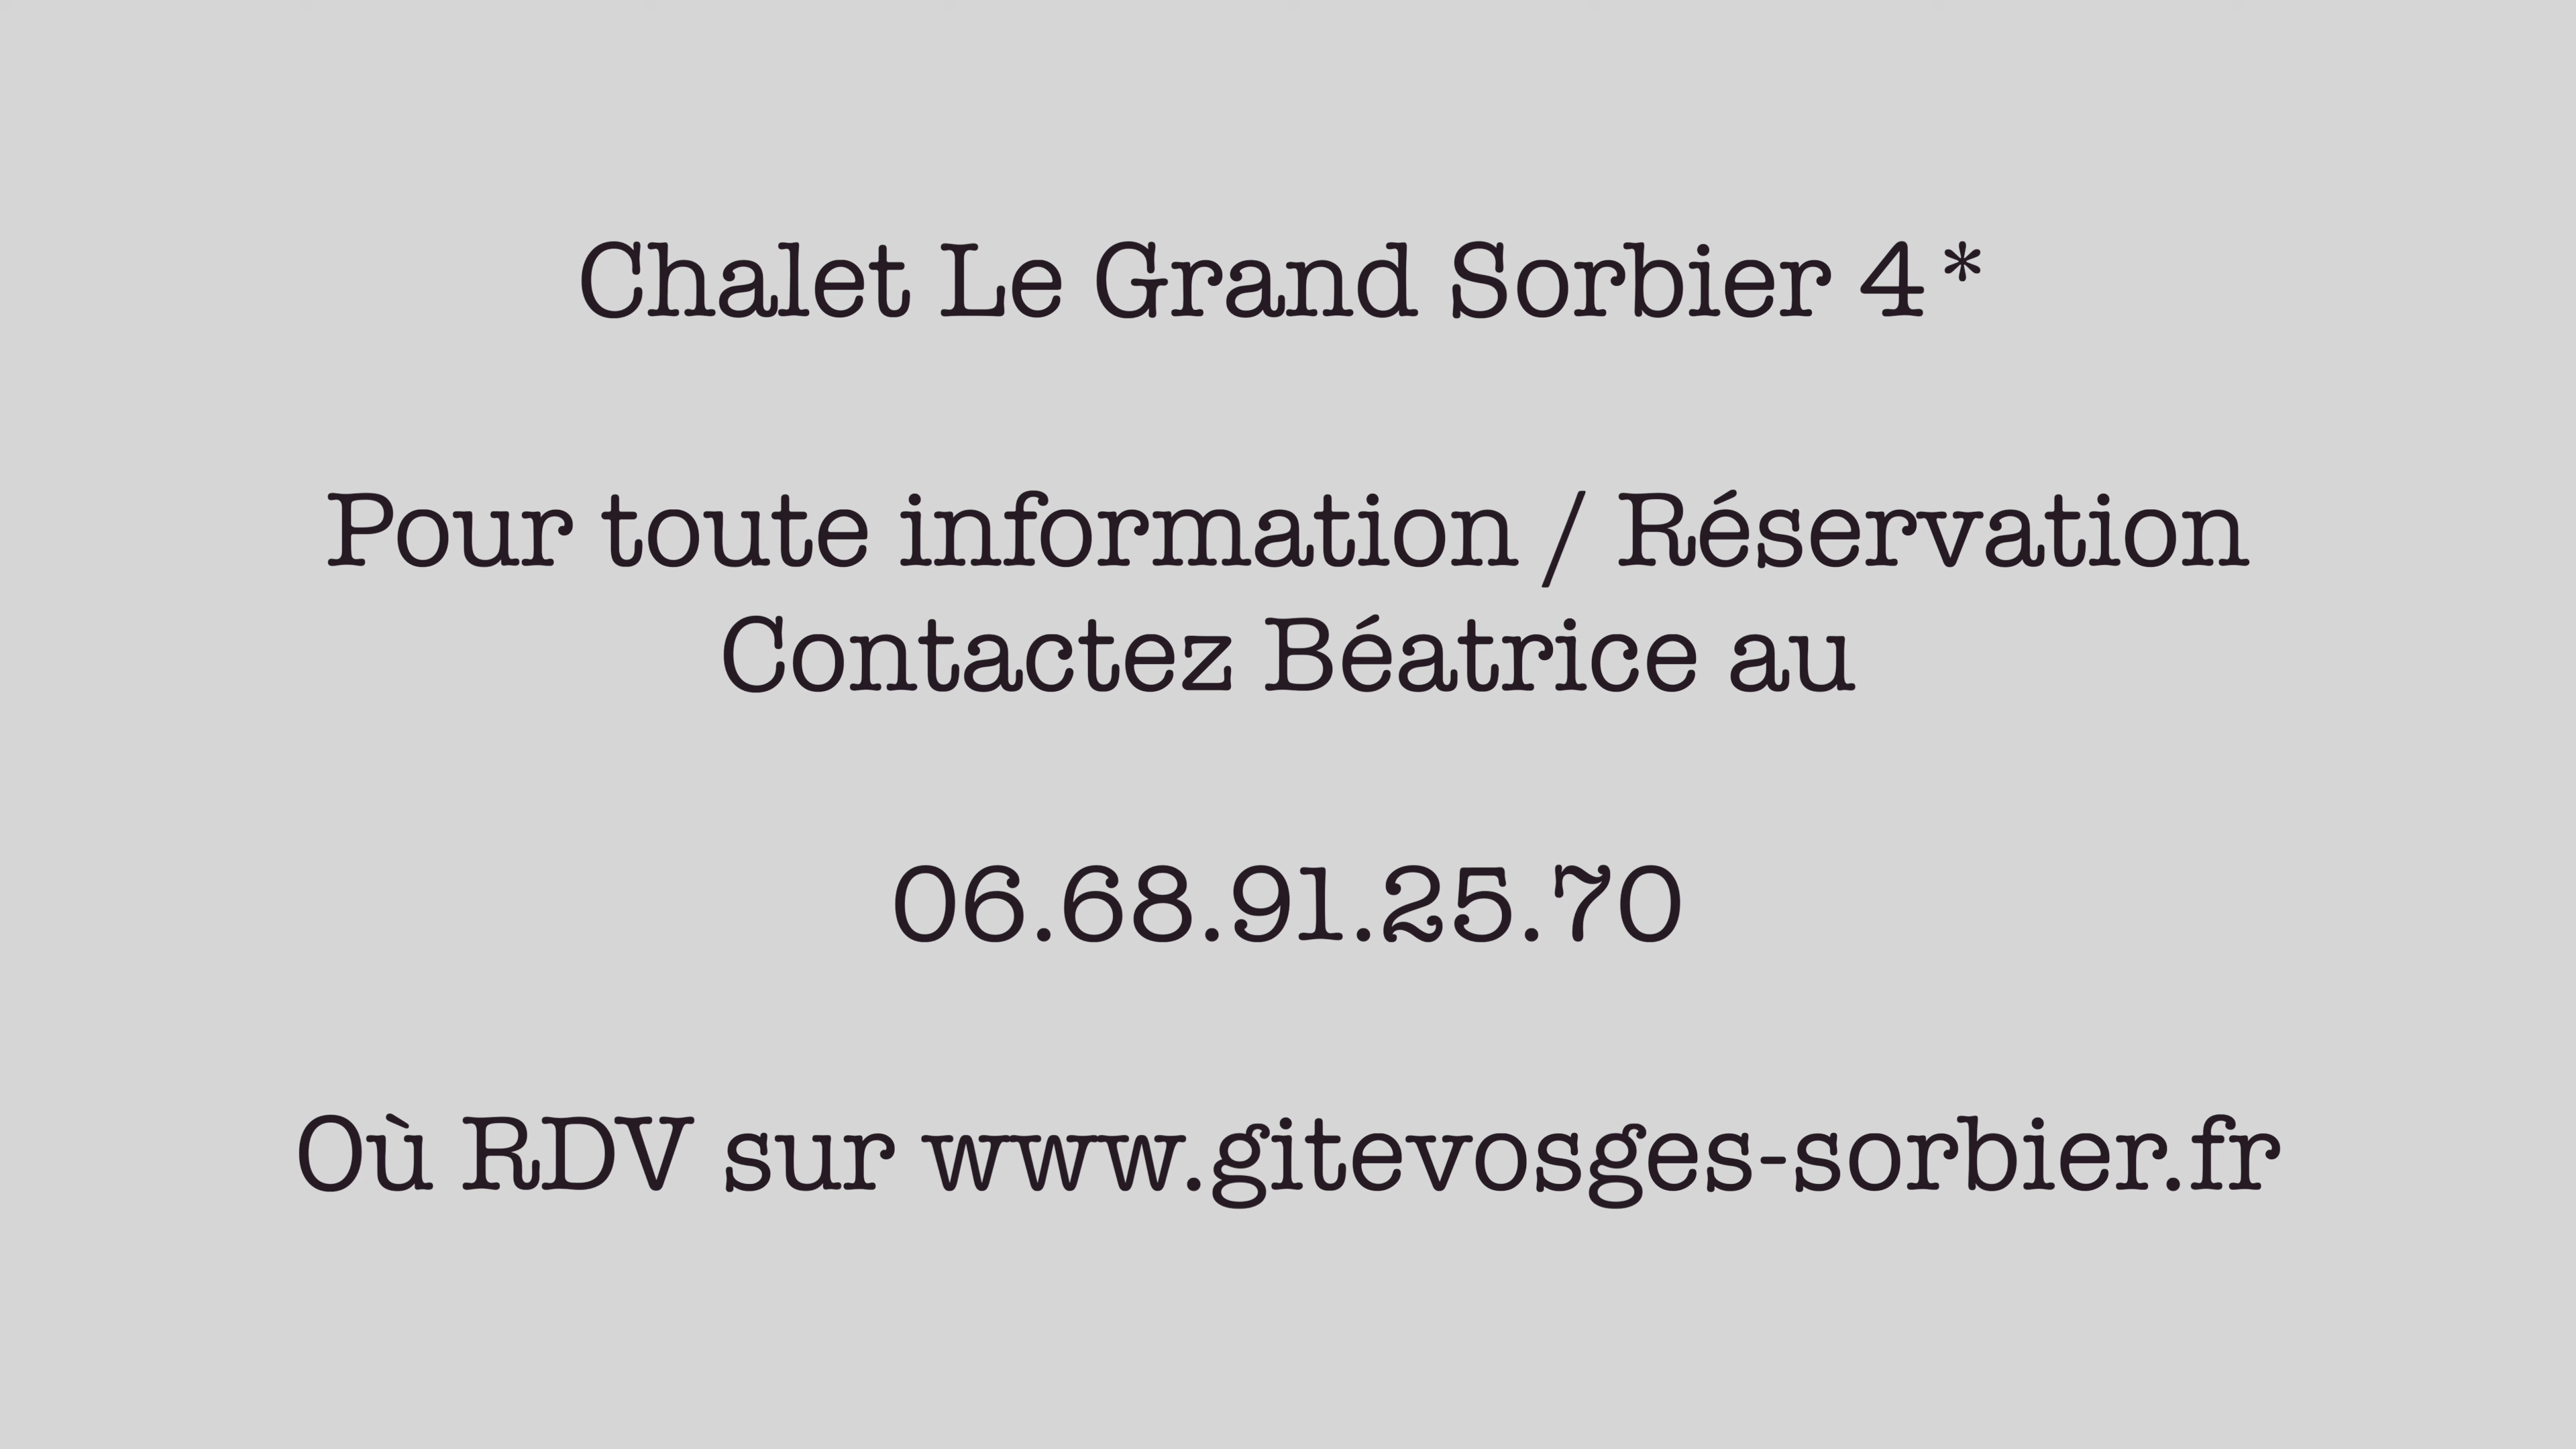 Chalet Le Grand Sorbier 4*
Pour toute information / Réservation
Contactez Béatrice au
06.68.91.25.70
Où RDV sur www.gitevosges-sorbier.fr